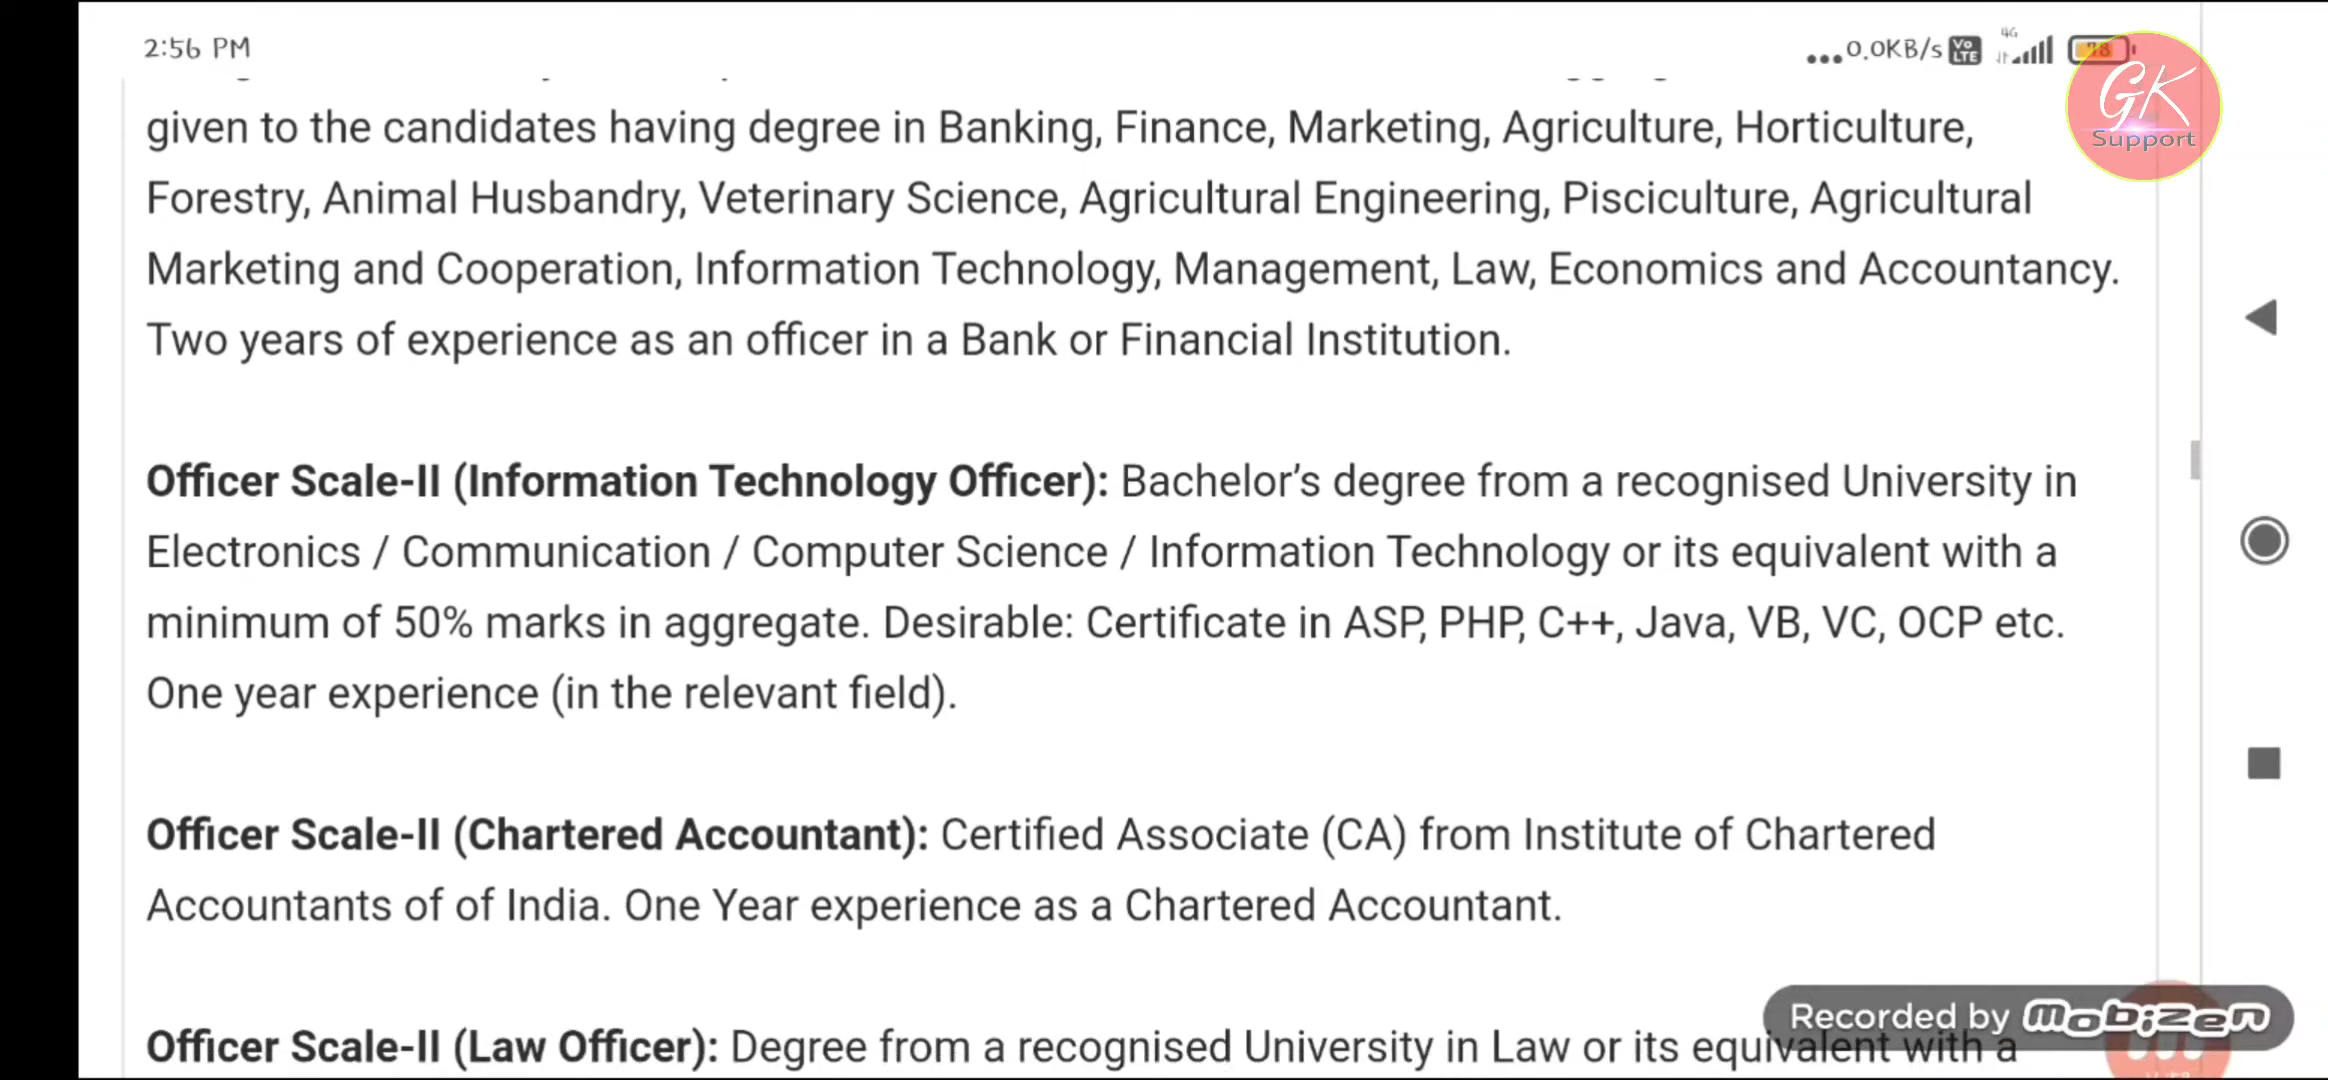 2:56 PM
...0.0KB/s Vo LTE 4G
GK
Support
given to the candidates having degree in Banking, Finance, Marketing, Agriculture, Horticulture,
Forestry, Animal Husbandry, Veterinary Science, Agricultural Engineering, Pisciculture, Agricultural
Marketing and Cooperation, Information Technology, Management, Law, Economics and Accountancy.
Two years of experience as an officer in a Bank or Financial Institution.
Officer Scale-II (Information Technology Officer): Bachelor’s degree from a recognised University in
Electronics / Communication / Computer Science / Information Technology or its equivalent with a
minimum of 50% marks in aggregate. Desirable: Certificate in ASP, PHP, C++, Java, VB, VC, OCP etc.
One year experience (in the relevant field).
Officer Scale-II (Chartered Accountant): Certified Associate (CA) from Institute of Chartered
Accountants of of India. One Year experience as a Chartered Accountant.
Recorded by Mobizen
Officer Scale-II (Law Officer): Degree from a recognised University in Law or its equivalent with a